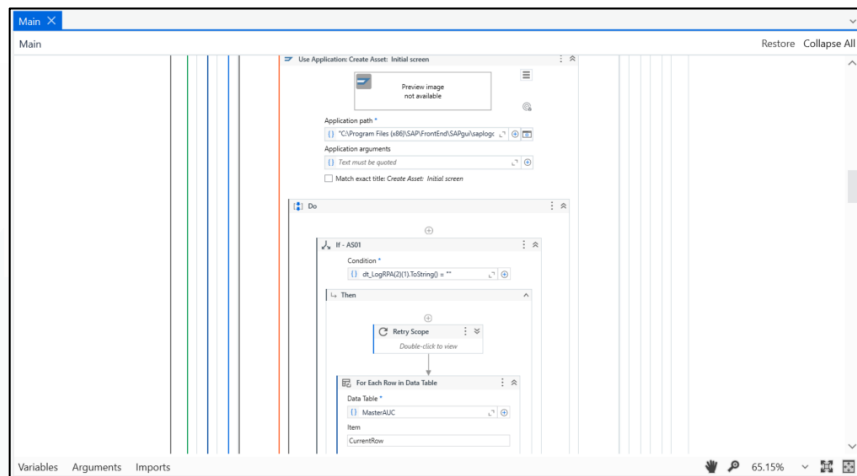 Main
Main
Restore Collapse All
Use Application: Create Asset: Initial screen
Preview image
not available
Application path *
"C:\Program Files (x86)\SAP\FrontEnd\SAPgui\saplogo
Application arguments
Text must be quoted
Match exact title: Create Asset: Initial screen
Do
If - AS01
Condition *
dt_LogRPA(2)(1).ToString() = ""
Then
Retry Scope
Double-click to view
For Each Row in Data Table
Data Table *
MasterAUC
Item
CurrentRow
Variables Arguments Imports
65.15%